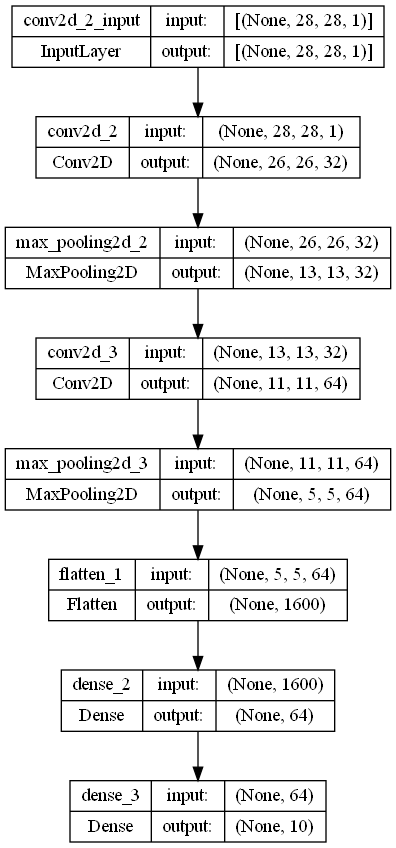 conv2d_2_input input: [(None, 28, 28, 1)]
InputLayer output: [(None, 28, 28, 1)]
conv2d_2 input: (None, 28, 28, 1)
Conv2D output: (None, 26, 26, 32)
max_pooling2d_2 input: (None, 26, 26, 32)
MaxPooling2D output: (None, 13, 13, 32)
conv2d_3 input: (None, 13, 13, 32)
Conv2D output: (None, 11, 11, 64)
max_pooling2d_3 input: (None, 11, 11, 64)
MaxPooling2D output: (None, 5, 5, 64)
flatten_1 input: (None, 5, 5, 64)
Flatten output: (None, 1600)
dense_2 input: (None, 1600)
Dense output: (None, 64)
dense_3 input: (None, 64)
Dense output: (None, 10)